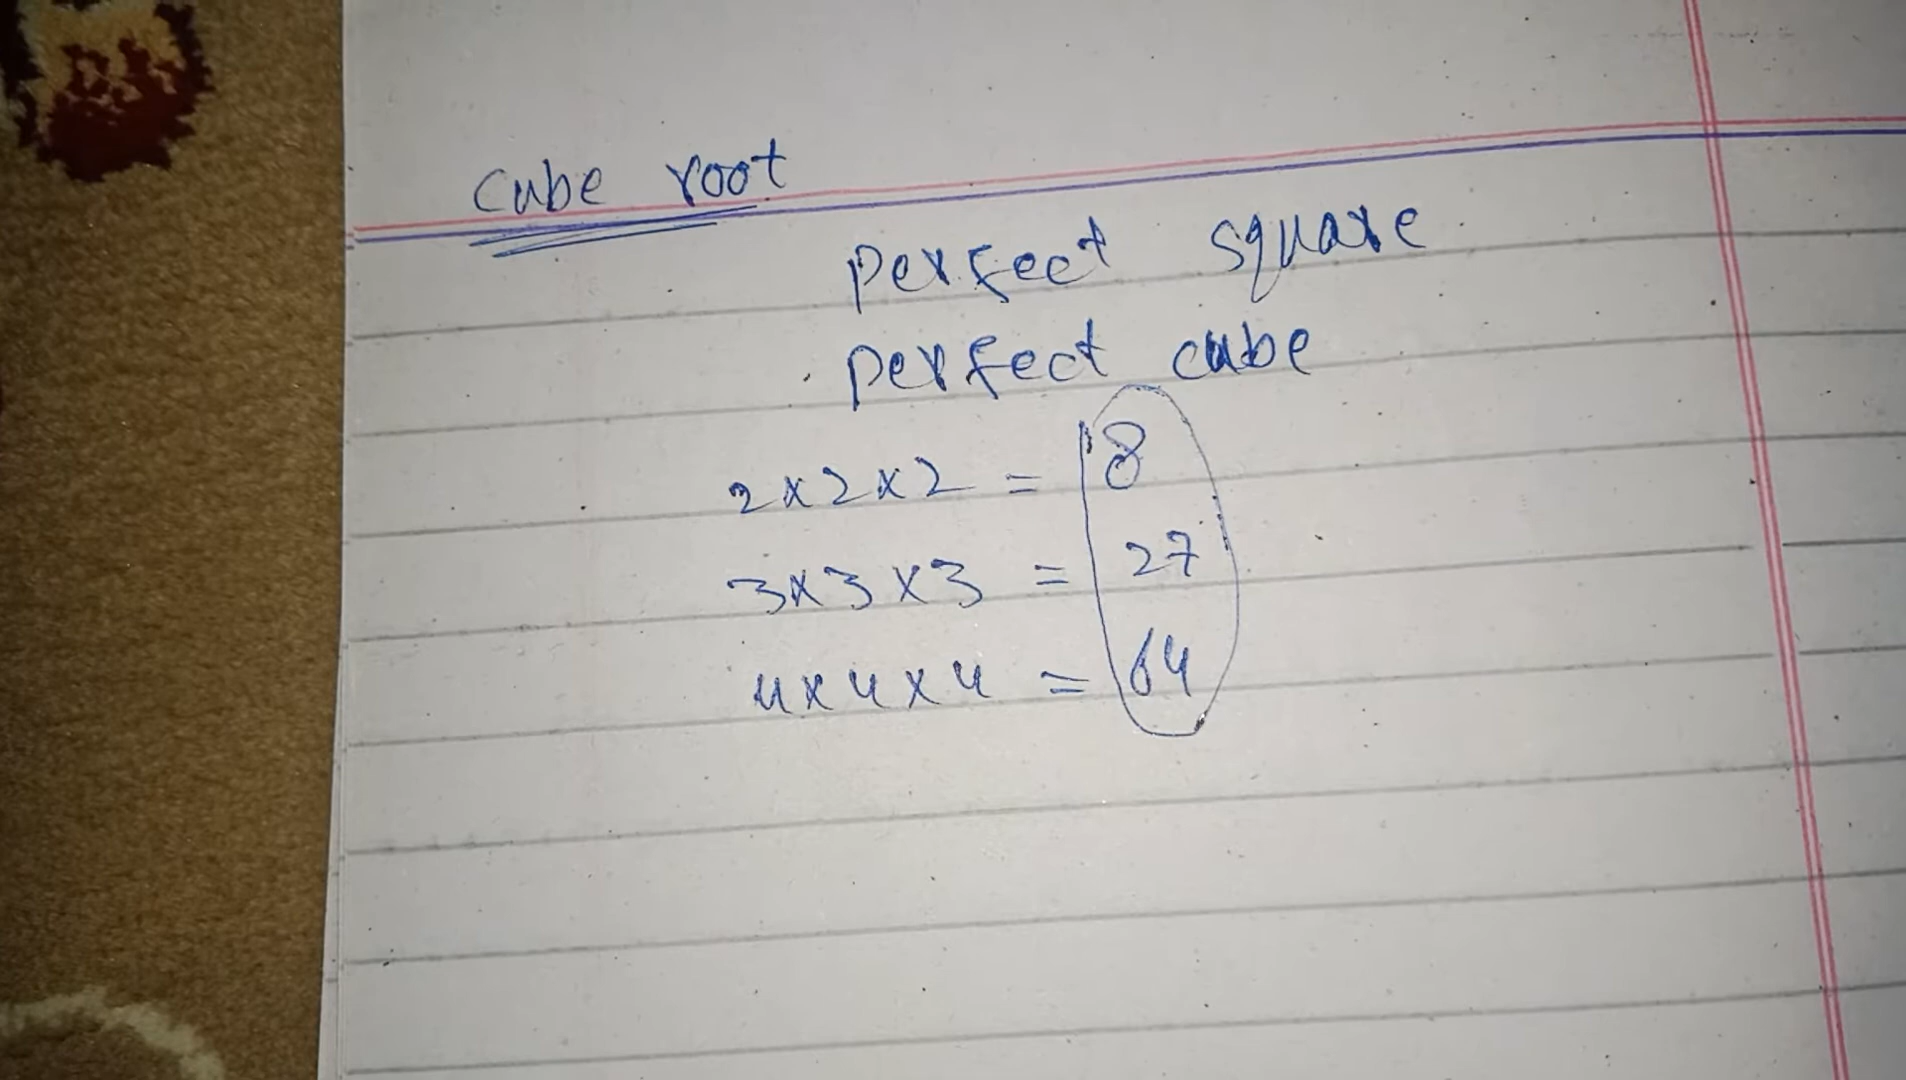 cube root
perfect square
perfect cube
2x2x2 = 8
3x3x3 = 27
4x4x4 = 64